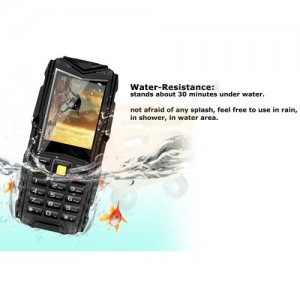 Water-Resistance:
stands about 30 minutes under water.
not afraid of any splash, feel free to use in rain,
in shower, in water area.